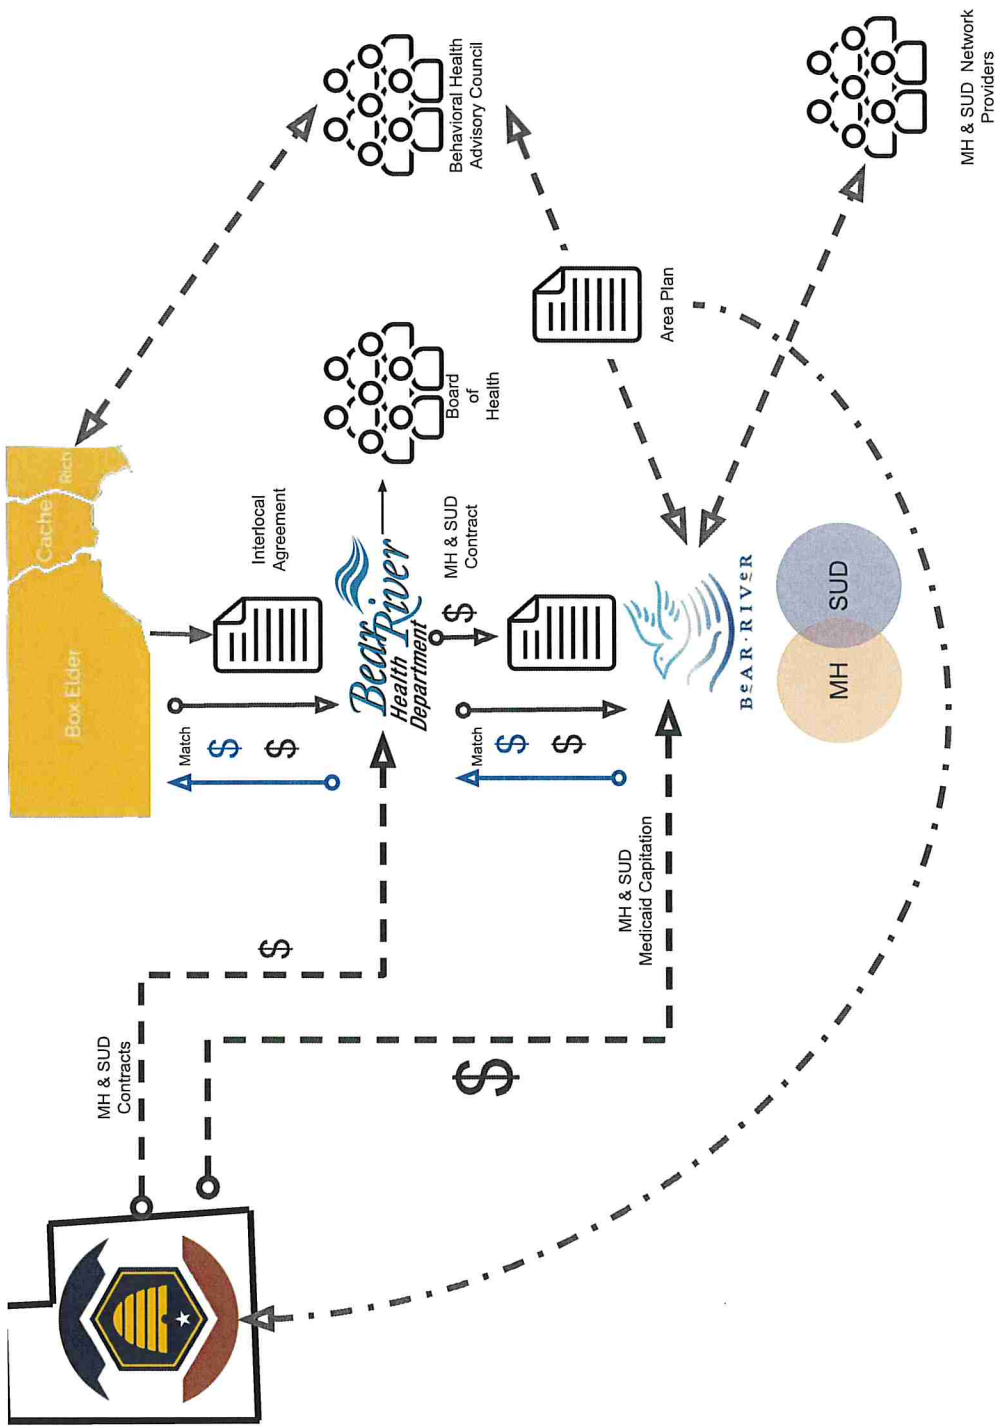 MH & SUD
Contracts
$
$
MH & SUD
Medicaid Capitation
Box Elder
Cache
Rich
Match
$
$
Interlocal
Agreement
Bear River
Health
Department
Board
of
Health
Behavioral Health
Advisory Council
Match
$
$
$
MH & SUD
Contract
BEAR·RIVER
MH
SUD
Area Plan
MH & SUD Network
Providers